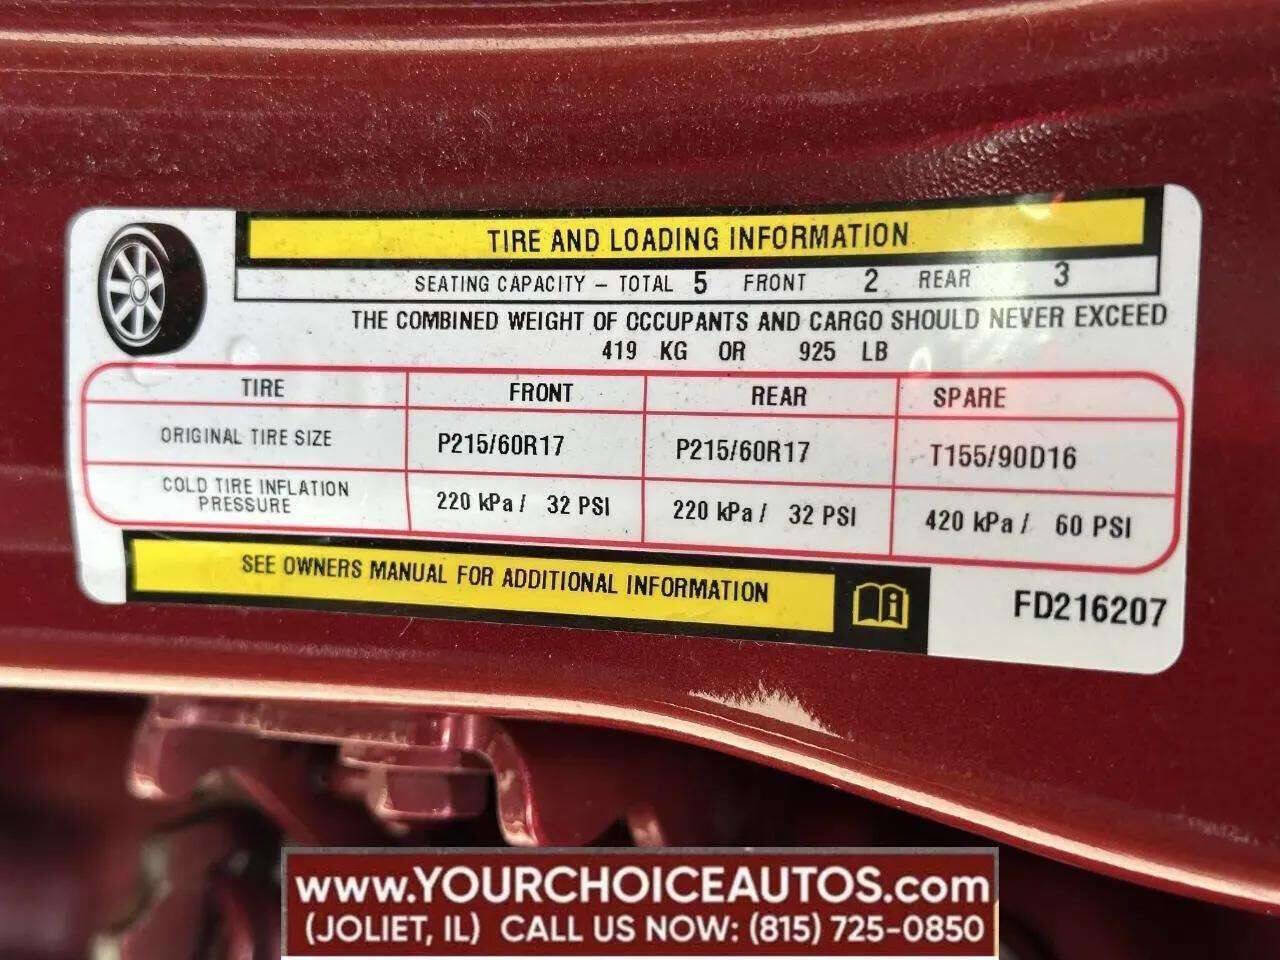 TIRE AND LOADING INFORMATION
SEATING CAPACITY – TOTAL 5 FRONT 2 REAR 3
THE COMBINED WEIGHT OF OCCUPANTS AND CARGO SHOULD NEVER EXCEED
419 KG OR 925 LB
TIRE FRONT REAR SPARE
ORIGINAL TIRE SIZE P215/60R17 P215/60R17 T155/90D16
COLD TIRE INFLATION
PRESSURE 220 kPa / 32 PSI 220 kPa / 32 PSI 420 kPa / 60 PSI
SEE OWNERS MANUAL FOR ADDITIONAL INFORMATION
FD216207
www.YOURCHOICEAUTOS.com
(JOLIET, IL) CALL US NOW: (815) 725-0850